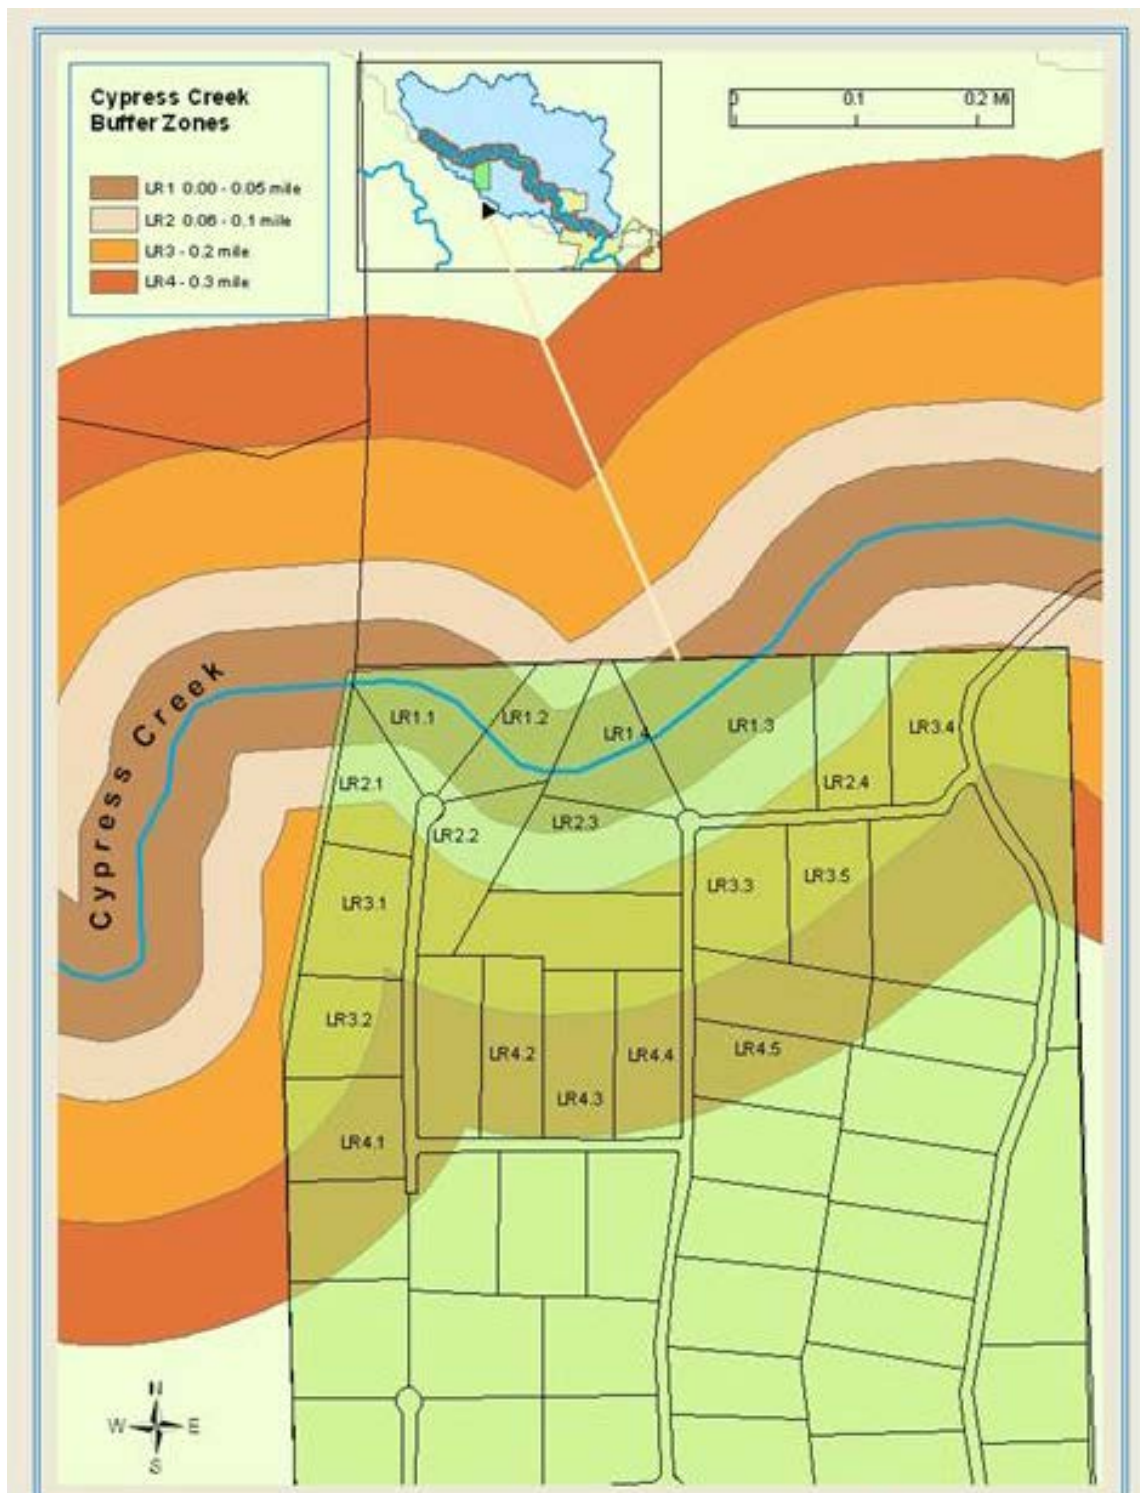 Cypress Creek
Buffer Zones
LR1 0.00 - 0.05 mile
LR2 0.06 - 0.1 mile
LR3 - 0.2 mile
LR4 - 0.3 mile
0 0.1 0.2 Mi
Cypress Creek
LR1.1
LR1.2
LR1.4
LR1.3
LR3.4
LR2.1
LR2.4
LR2.2
LR2.3
LR3.1
LR3.3
LR3.5
LR3.2
LR4.2
LR4.4
LR4.5
LR4.3
LR4.1
N
W E
S